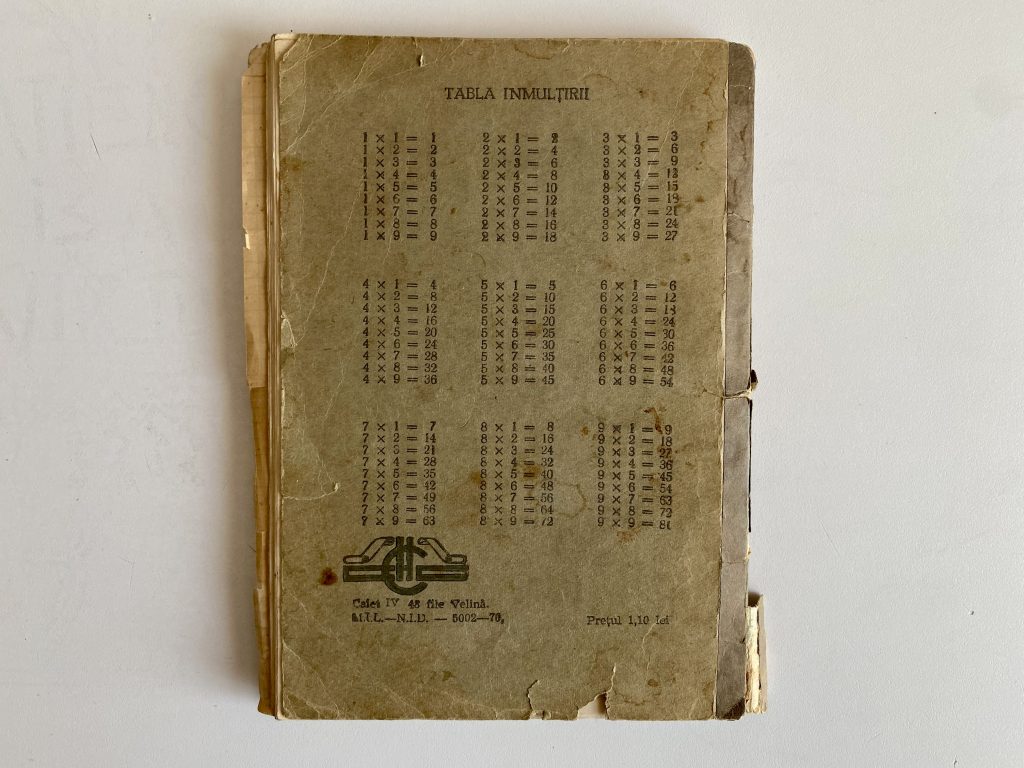 TABLA INMULȚIRII
1 × 1 = 1 2 × 1 = 2 3 × 1 = 3
1 × 2 = 2 2 × 2 = 4 3 × 2 = 6
1 × 3 = 3 2 × 3 = 6 3 × 3 = 9
1 × 4 = 4 2 × 4 = 8 3 × 4 = 12
1 × 5 = 5 2 × 5 = 10 3 × 5 = 15
1 × 6 = 6 2 × 6 = 12 3 × 6 = 18
1 × 7 = 7 2 × 7 = 14 3 × 7 = 21
1 × 8 = 8 2 × 8 = 16 3 × 8 = 24
1 × 9 = 9 2 × 9 = 18 3 × 9 = 27
4 × 1 = 4 5 × 1 = 5 6 × 1 = 6
4 × 2 = 8 5 × 2 = 10 6 × 2 = 12
4 × 3 = 12 5 × 3 = 15 6 × 3 = 18
4 × 4 = 16 5 × 4 = 20 6 × 4 = 24
4 × 5 = 20 5 × 5 = 25 6 × 5 = 30
4 × 6 = 24 5 × 6 = 30 6 × 6 = 36
4 × 7 = 28 5 × 7 = 35 6 × 7 = 42
4 × 8 = 32 5 × 8 = 40 6 × 8 = 48
4 × 9 = 36 5 × 9 = 45 6 × 9 = 54
7 × 1 = 7 8 × 1 = 8 9 × 1 = 9
7 × 2 = 14 8 × 2 = 16 9 × 2 = 18
7 × 3 = 21 8 × 3 = 24 9 × 3 = 27
7 × 4 = 28 8 × 4 = 32 9 × 4 = 36
7 × 5 = 35 8 × 5 = 40 9 × 5 = 45
7 × 6 = 42 8 × 6 = 48 9 × 6 = 54
7 × 7 = 49 8 × 7 = 56 9 × 7 = 63
7 × 8 = 56 8 × 8 = 64 9 × 8 = 72
7 × 9 = 63 8 × 9 = 72 9 × 9 = 81
Caiet IV 48 file Velină.
—N.I.D. — 5002—70,
Prețul 1,10 lei